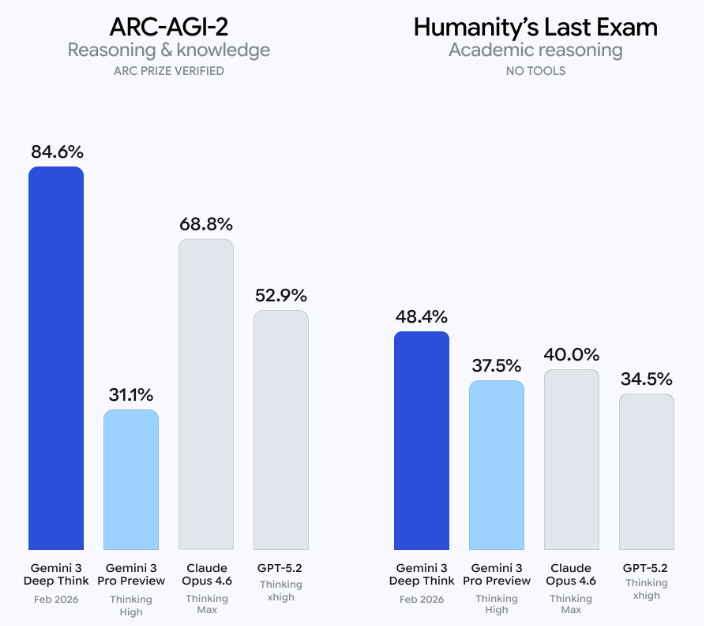 ARC-AGI-2
Reasoning & knowledge
ARC PRIZE VERIFIED
84.6%
31.1%
68.8%
52.9%
Gemini 3
Deep Think
Feb 2026
Gemini 3
Pro Preview
Thinking
High
Claude
Opus 4.6
Thinking
Max
GPT-5.2
Thinking
xhigh
Humanity’s Last Exam
Academic reasoning
NO TOOLS
48.4%
37.5%
40.0%
34.5%
Gemini 3
Deep Think
Feb 2026
Gemini 3
Pro Preview
Thinking
High
Claude
Opus 4.6
Thinking
Max
GPT-5.2
Thinking
xhigh